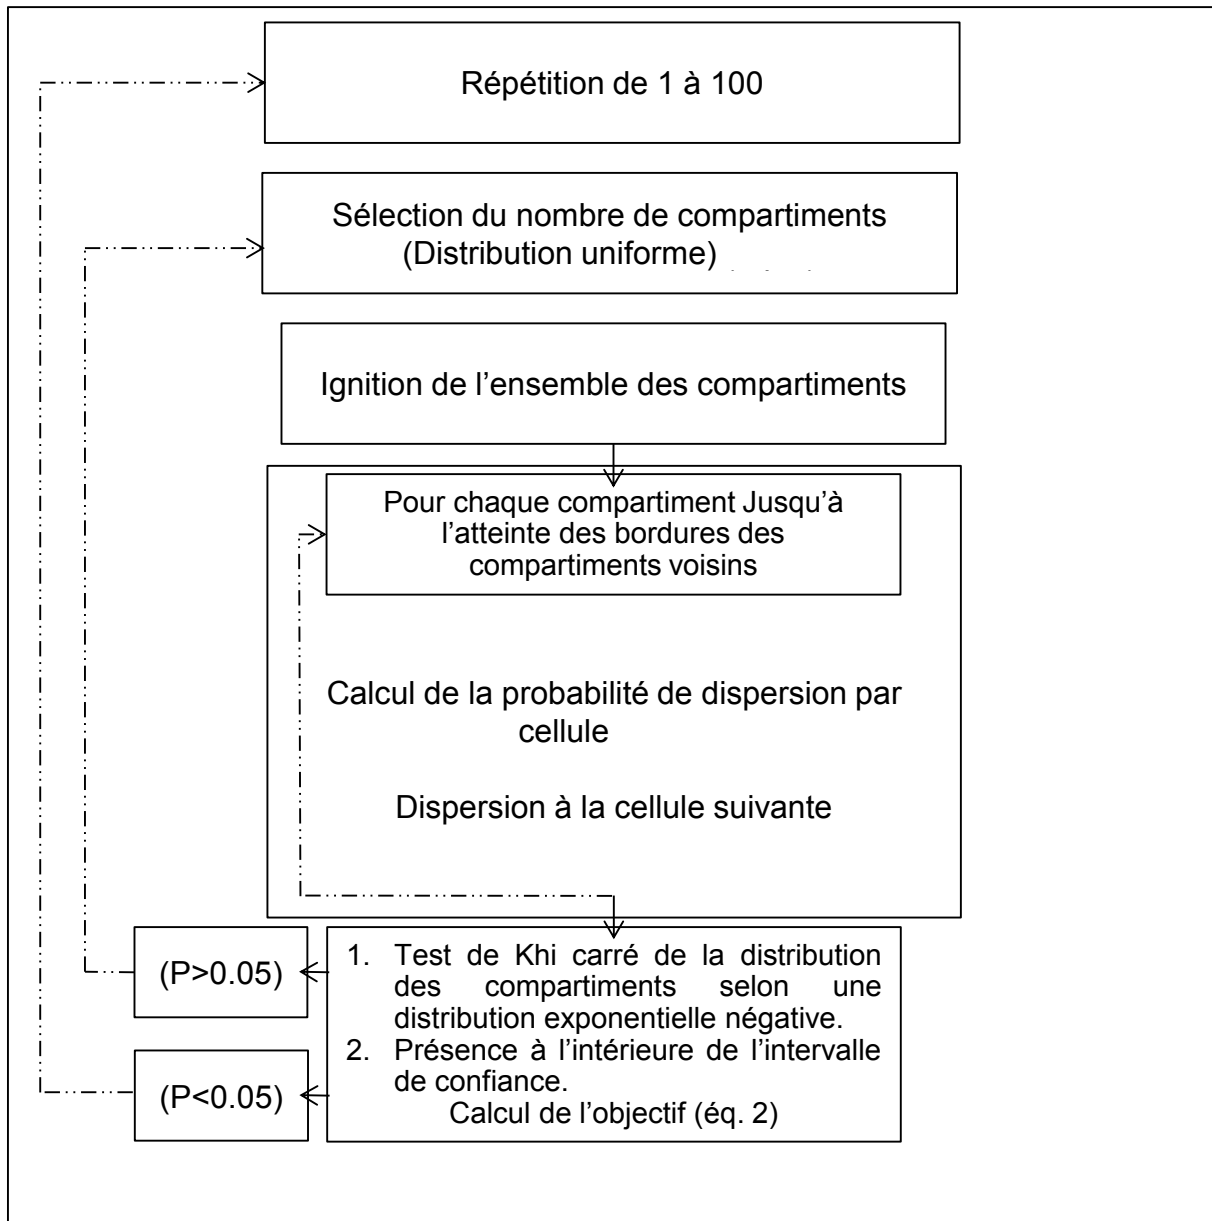 Répétition de 1 à 100
Sélection du nombre de compartiments
(Distribution uniforme)
Ignition de l’ensemble des compartiments
Pour chaque compartiment Jusqu’à
l’atteinte des bordures des
compartiments voisins
Calcul de la probabilité de dispersion par
cellule
Dispersion à la cellule suivante
(P>0.05)
1. Test de Khi carré de la distribution
des compartiments selon une
distribution exponentielle négative.
2. Présence à l’intérieure de l’intervalle
de confiance.
Calcul de l’objectif (éq. 2)
(P<0.05)